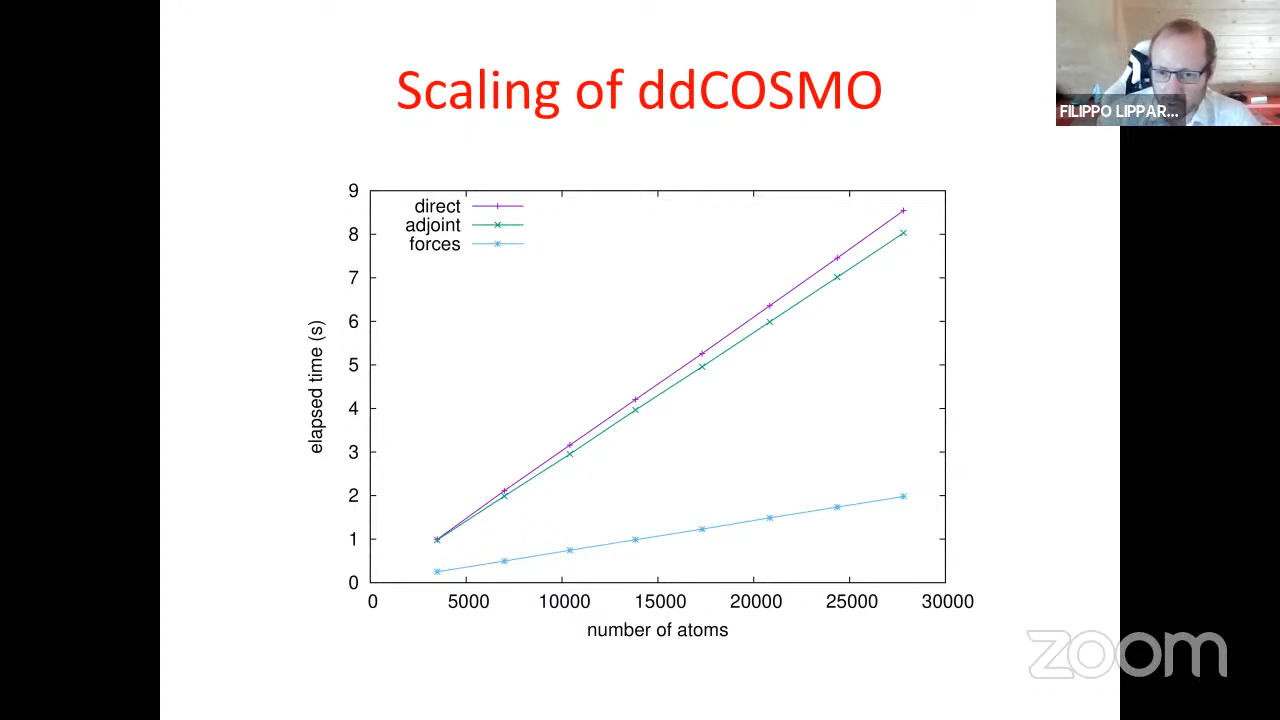 Scaling of ddCOSMO
FILIPPO LIPPAR...
9
8
7
6
5
4
3
2
1
0
direct
adjoint
forces
elapsed time (s)
0 5000 10000 15000 20000 25000 30000
number of atoms
zoom